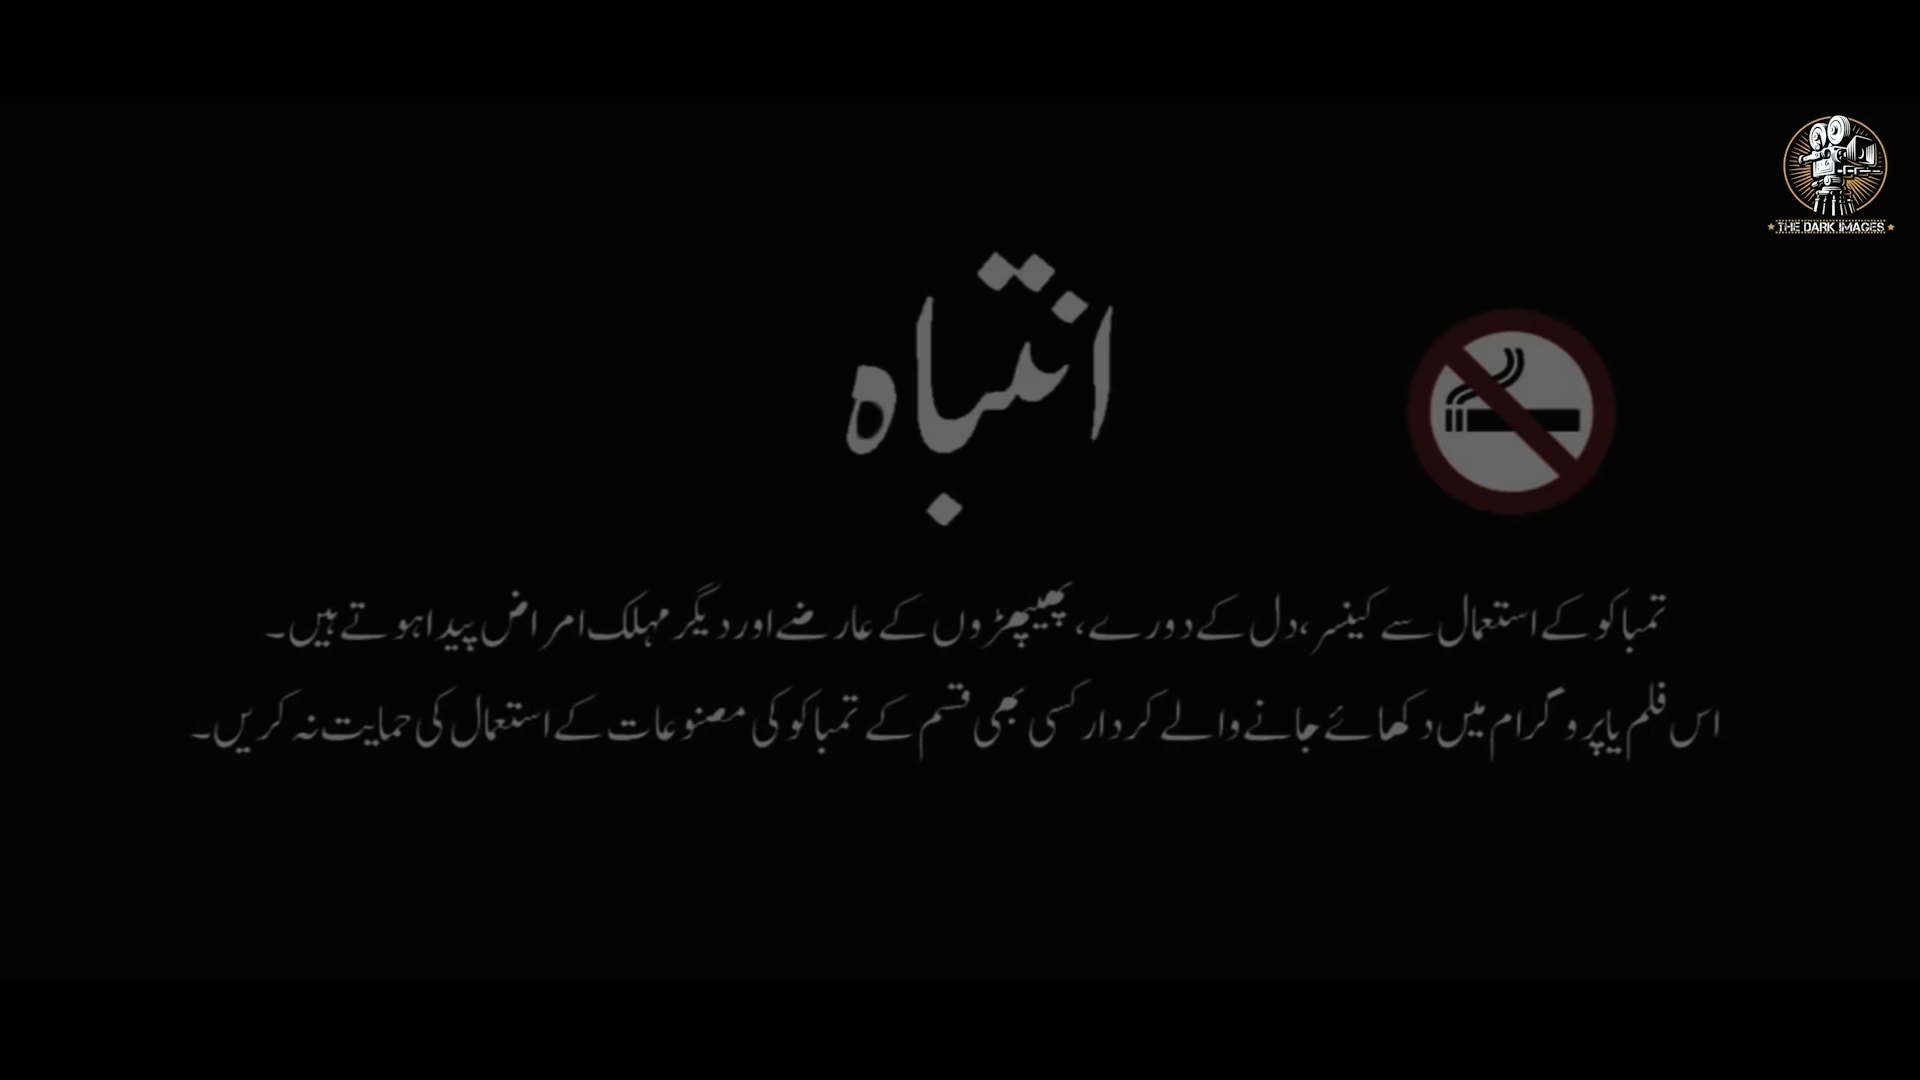 THE DARK IMAGES
انتباہ
تمباکو کے استعمال سے کینسر، دل کے دورے، پھیپھڑوں کے عارضے اور دیگر مہلک امراض پیدا ہوتے ہیں۔
اس فلم یا پروگرام میں دکھائے جانے والے کردار کسی بھی قسم کے تمباکو کی مصنوعات کے استعمال کی حمایت نہ کریں۔